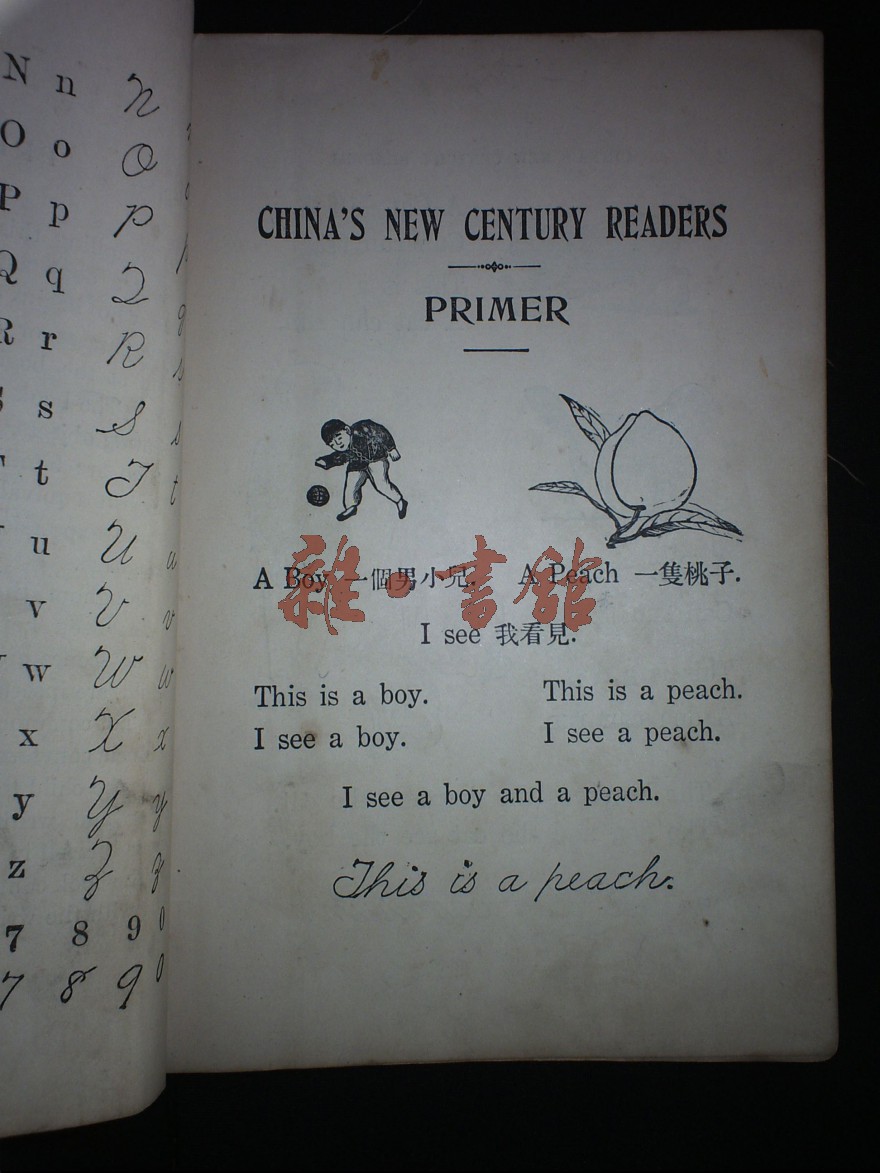 N n N
O o O
P p P
Q q Q
R r R
s S
t T t
u U u
v V v
w W w
x X x
y Y y
z Z z
7 8 9 0
7 8 9 0
CHINA'S NEW CENTURY READERS
PRIMER
A Boy 一個男小兒. A Peach 一隻桃子.
雜·書館
I see 我看見.
This is a boy. This is a peach.
I see a boy. I see a peach.
I see a boy and a peach.
This is a peach.